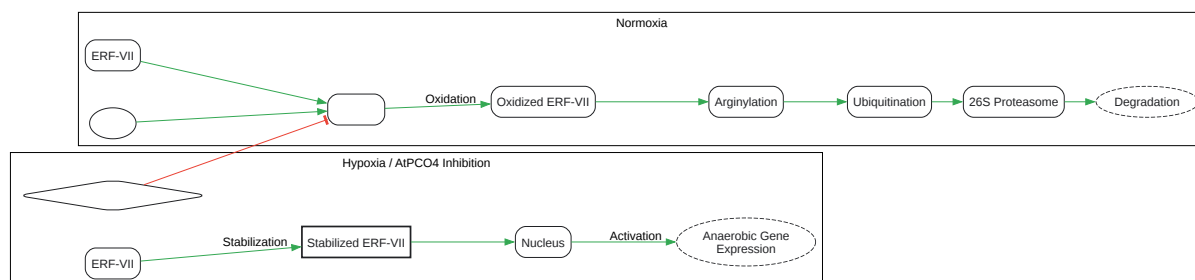 Normoxia
ERF-VII
Oxidation
Oxidized ERF-VII
Arginylation
Ubiquitination
26S Proteasome
Degradation
Hypoxia / AtPCO4 Inhibition
Stabilization
Stabilized ERF-VII
Nucleus
Activation
Anaerobic Gene
Expression
ERF-VII